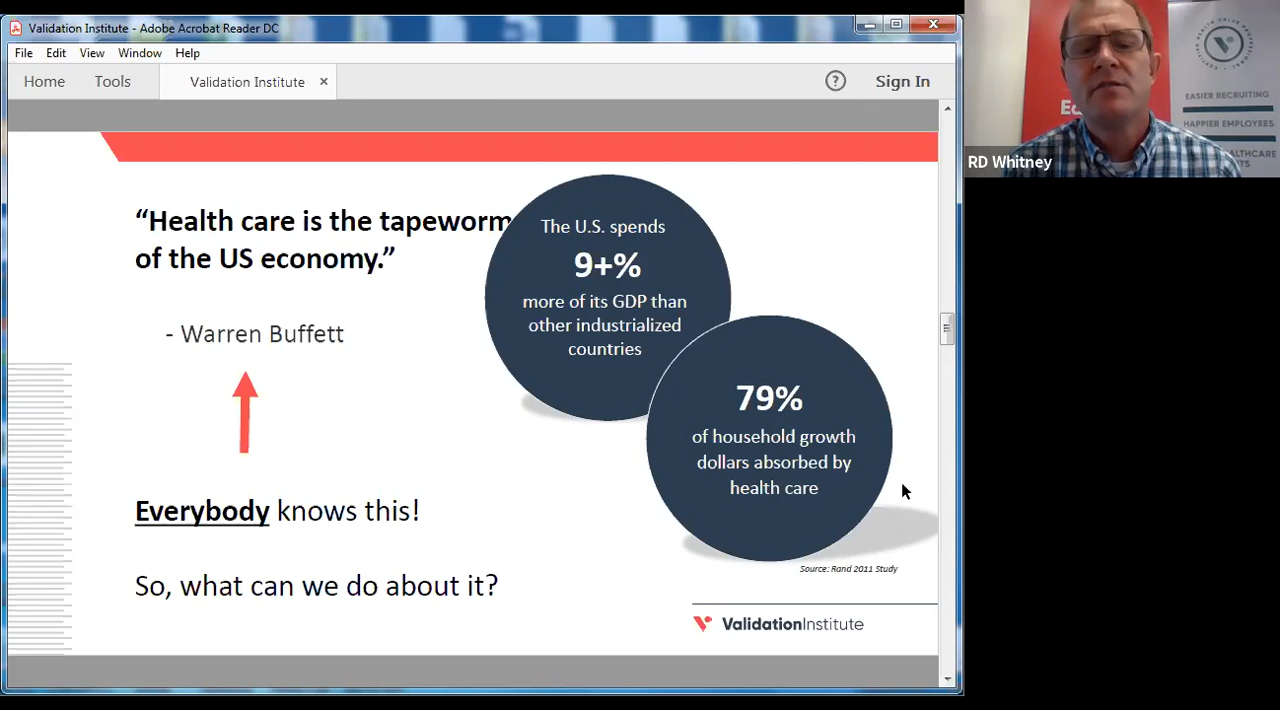 Validation Institute - Adobe Acrobat Reader DC
File Edit View Window Help
Home Tools Validation Institute × ? Sign In
“Health care is the tapeworm
of the US economy.”
- Warren Buffett
Everybody knows this!
So, what can we do about it?
The U.S. spends
9+%
more of its GDP than
other industrialized
countries
79%
of household growth
dollars absorbed by
health care
Source: Rand 2011 Study
ValidationInstitute
EASIER RECRUITING
HAPPIER EMPLOYEES
RD Whitney